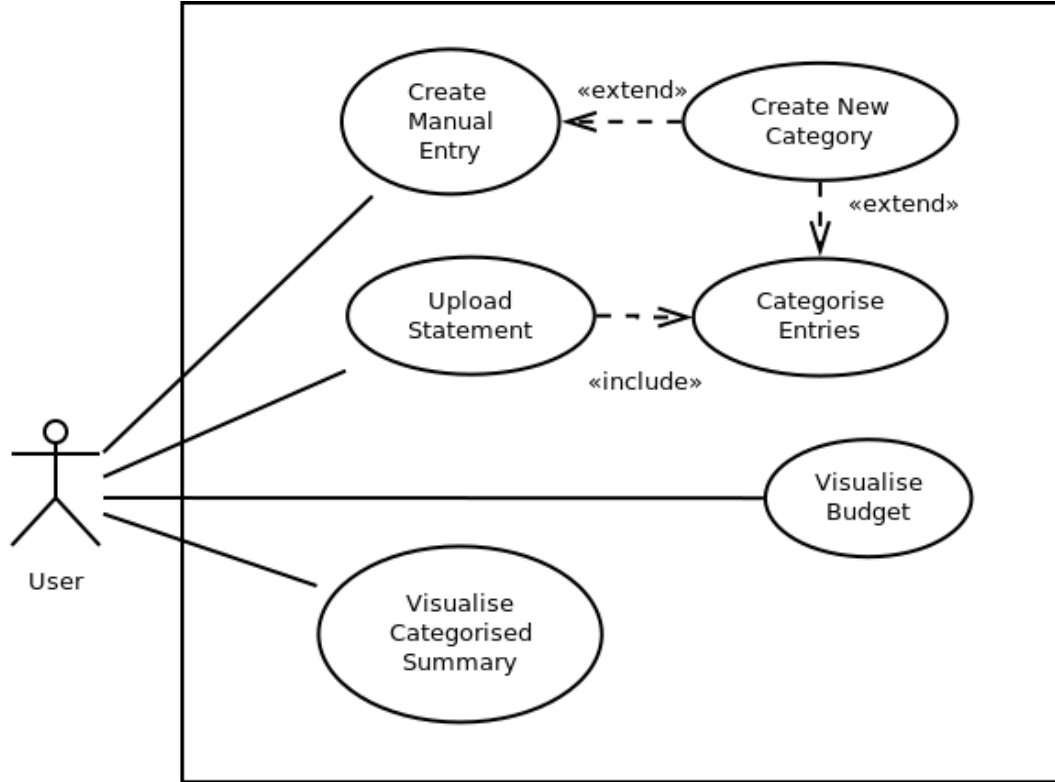 Create
Manual
Entry
«extend»
Create New
Category
«extend»
Upload
Statement
Categorise
Entries
«include»
Visualise
Budget
User
Visualise
Categorised
Summary